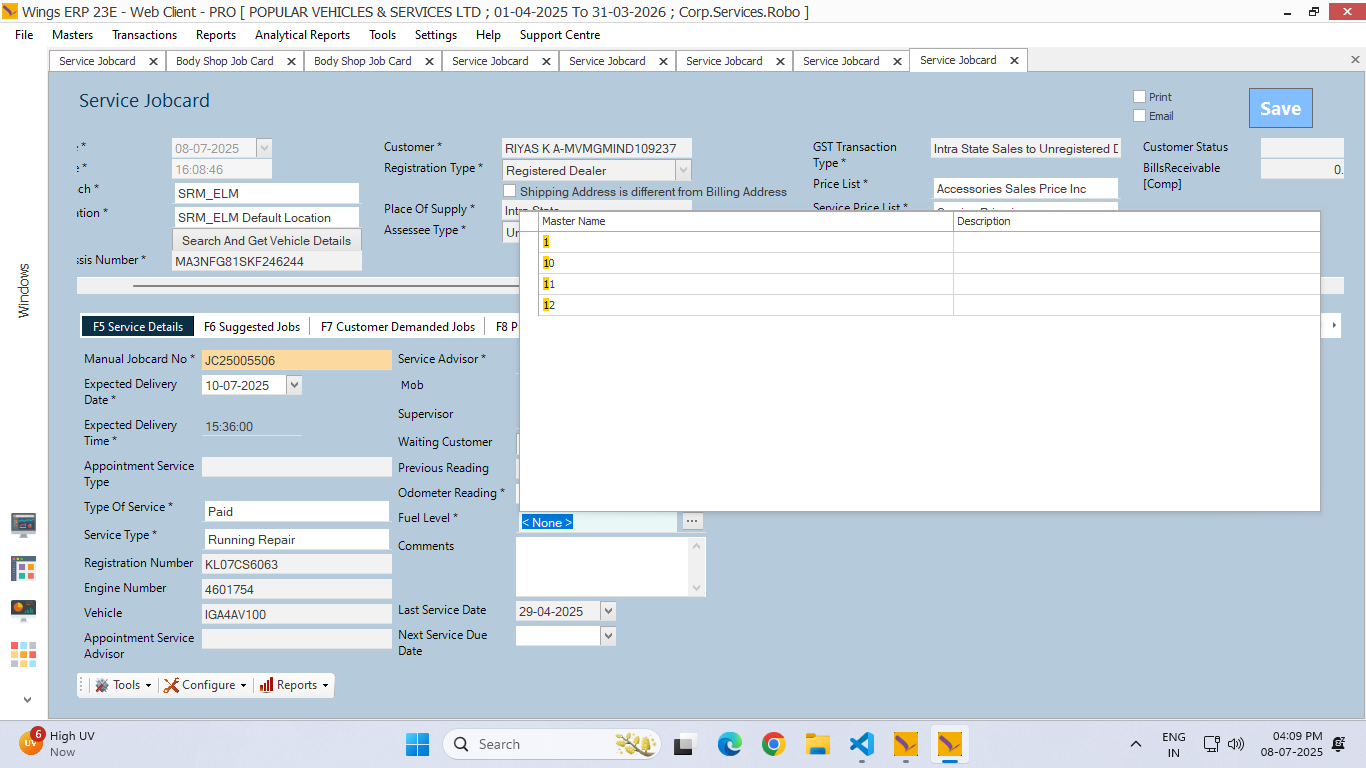 Wings ERP 23E - Web Client - PRO [ POPULAR VEHICLES & SERVICES LTD ; 01-04-2025 To 31-03-2026 ; Corp.Services.Robo ]
File Masters Transactions Reports Analytical Reports Tools Settings Help Support Centre
Service Jobcard Body Shop Job Card Body Shop Job Card Service Jobcard Service Jobcard Service Jobcard Service Jobcard Service Jobcard
Service Jobcard
Print
Email
Save
08-07-2025
16:08:46
SRM_ELM
SRM_ELM Default Location
Search And Get Vehicle Details
MA3NFG81SKF246244
Customer *
RIYAS K A-MVMGMIND109237
Registration Type *
Registered Dealer
Shipping Address is different from Billing Address
Place Of Supply *
Assessee Type *
GST Transaction Type *
Intra State Sales to Unregistered D
Price List *
Accessories Sales Price Inc
Service Price List *
Customer Status
BillsReceivable [Comp]
0.
Master Name Description
1
10
11
12
Windows
F5 Service Details F6 Suggested Jobs F7 Customer Demanded Jobs F8 P
Manual Jobcard No * JC25005506
Expected Delivery Date * 10-07-2025
Expected Delivery Time * 15:36:00
Appointment Service Type
Type Of Service * Paid
Service Type * Running Repair
Registration Number KL07CS6063
Engine Number 4601754
Vehicle IGA4AV100
Appointment Service Advisor
Service Advisor *
Mob
Supervisor
Waiting Customer
Previous Reading
Odometer Reading *
Fuel Level * < None >
Comments
Last Service Date 29-04-2025
Next Service Due Date
Tools Configure Reports
6
UV
High UV
Now
Search
ENG
IN
04:09 PM
08-07-2025